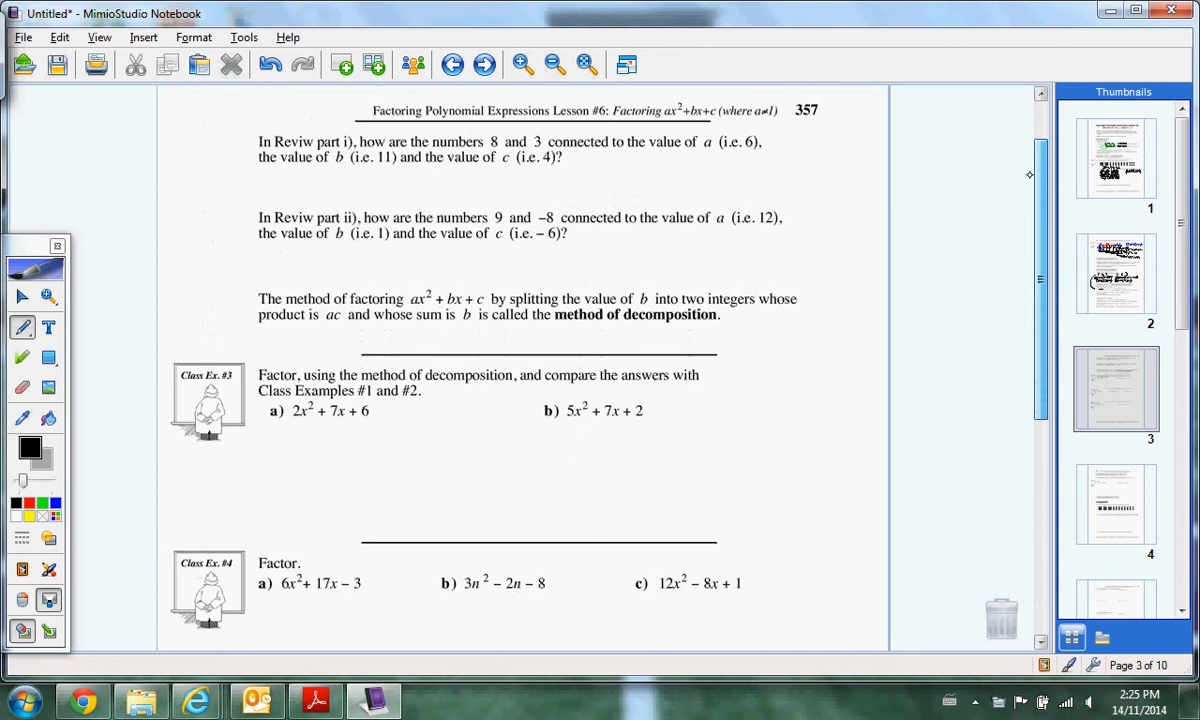 Untitled* - MimioStudio Notebook
File Edit View Insert Format Tools Help
Factoring Polynomial Expressions Lesson #6: Factoring ax²+bx+c (where a≠1) 357
In Reviw part i), how are the numbers 8 and 3 connected to the value of a (i.e. 6),
the value of b (i.e. 11) and the value of c (i.e. 4)?
In Reviw part ii), how are the numbers 9 and −8 connected to the value of a (i.e. 12),
the value of b (i.e. 1) and the value of c (i.e. − 6)?
The method of factoring ax² + bx + c by splitting the value of b into two integers whose
product is ac and whose sum is b is called the method of decomposition.
Class Ex. #3
Factor, using the method of decomposition, and compare the answers with
Class Examples #1 and #2.
a) 2x² + 7x + 6 b) 5x² + 7x + 2
Class Ex. #4
Factor.
a) 6x²+ 17x − 3 b) 3n² − 2n − 8 c) 12x² − 8x + 1
Thumbnails
1
2
3
4
Page 3 of 10
2:25 PM
14/11/2014